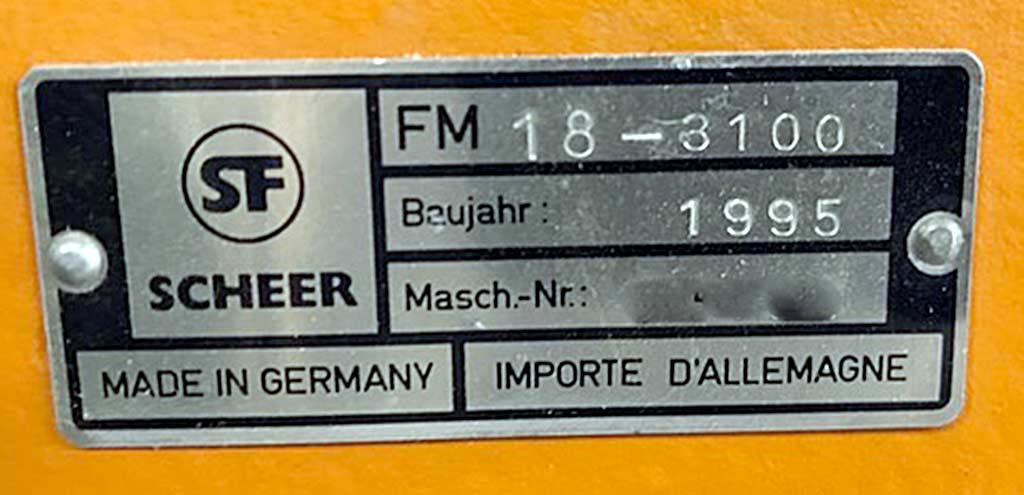 SF
SCHEER
FM 18-3100
Baujahr: 1995
Masch.-Nr.:
MADE IN GERMANY
IMPORTE D'ALLEMAGNE